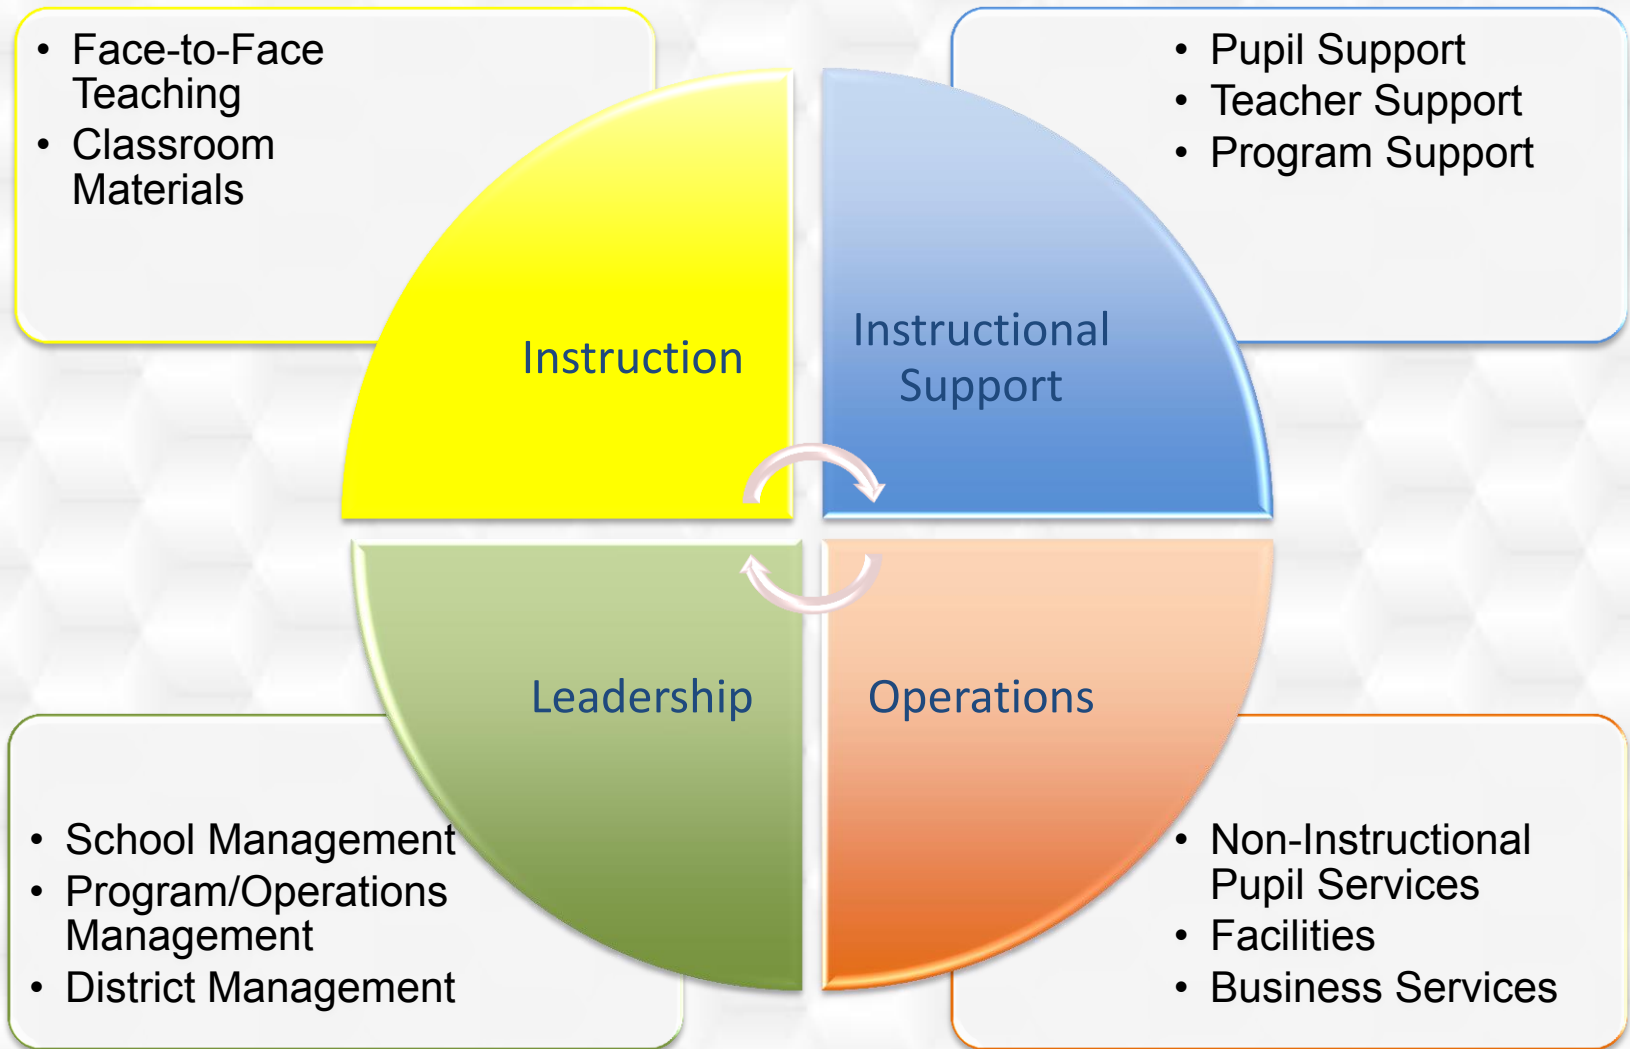 • Face-to-Face
Teaching
• Classroom
Materials
• Pupil Support
• Teacher Support
• Program Support
Instruction
Instructional
Support
Leadership
Operations
• School Management
• Program/Operations
Management
• District Management
• Non-Instructional
Pupil Services
• Facilities
• Business Services